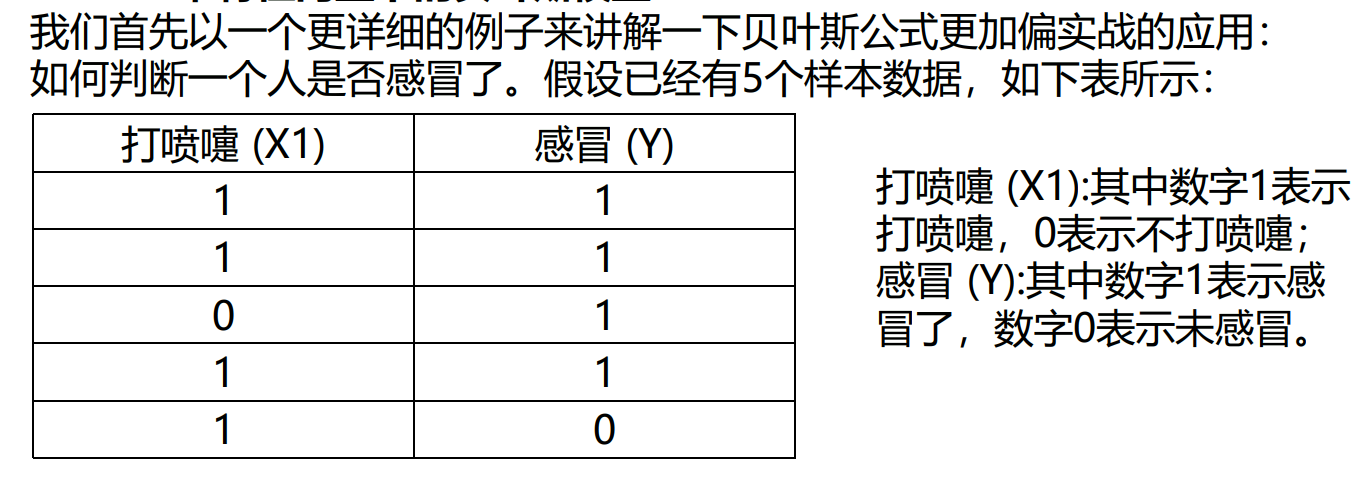 我们首先以一个更详细的例子来讲解一下贝叶斯公式更加偏实战的应用：
如何判断一个人是否感冒了。假设已经有5个样本数据，如下表所示：
打喷嚏 (X1) 感冒 (Y)
1 1
1 1
0 1
1 1
1 0
打喷嚏 (X1):其中数字1表示
打喷嚏，0表示不打喷嚏；
感冒 (Y):其中数字1表示感
冒了，数字0表示未感冒。